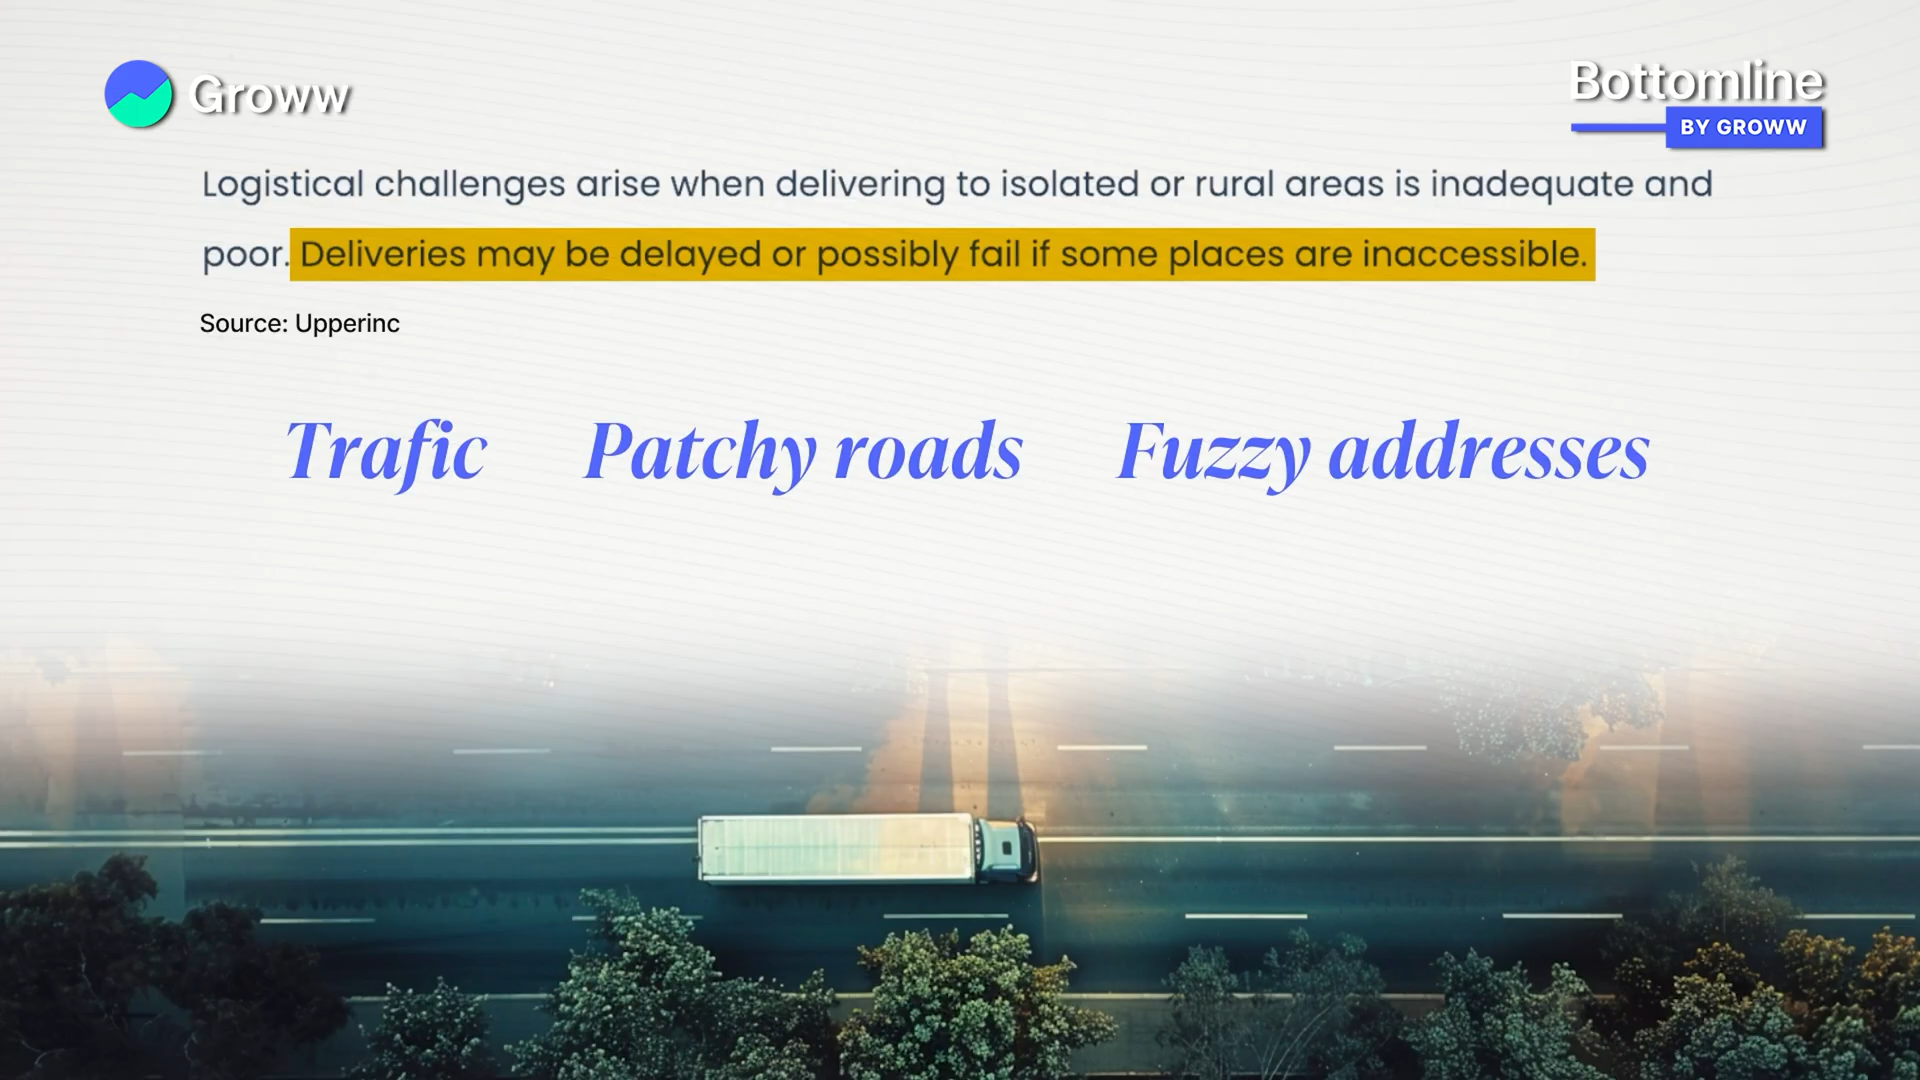 Groww
Bottomline
BY GROWW
Logistical challenges arise when delivering to isolated or rural areas is inadequate and
poor. Deliveries may be delayed or possibly fail if some places are inaccessible.
Source: Upperinc
Trafic Patchy roads Fuzzy addresses